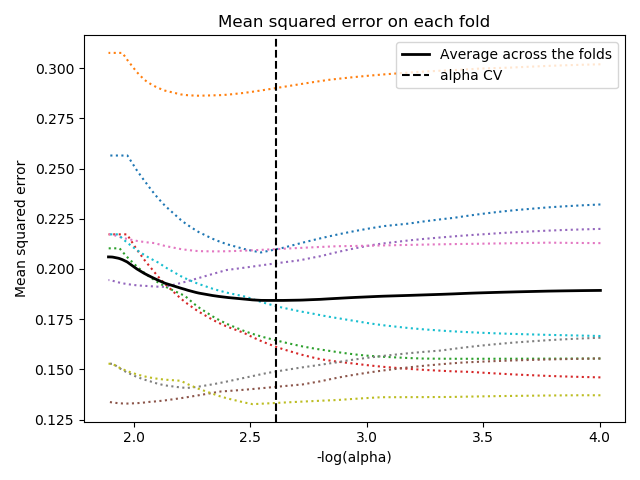 Mean squared error on each fold
Average across the folds
alpha CV
0.300
0.275
0.250
0.225
0.200
0.175
0.150
0.125
Mean squared error
2.0 2.5 3.0 3.5 4.0
-log(alpha)